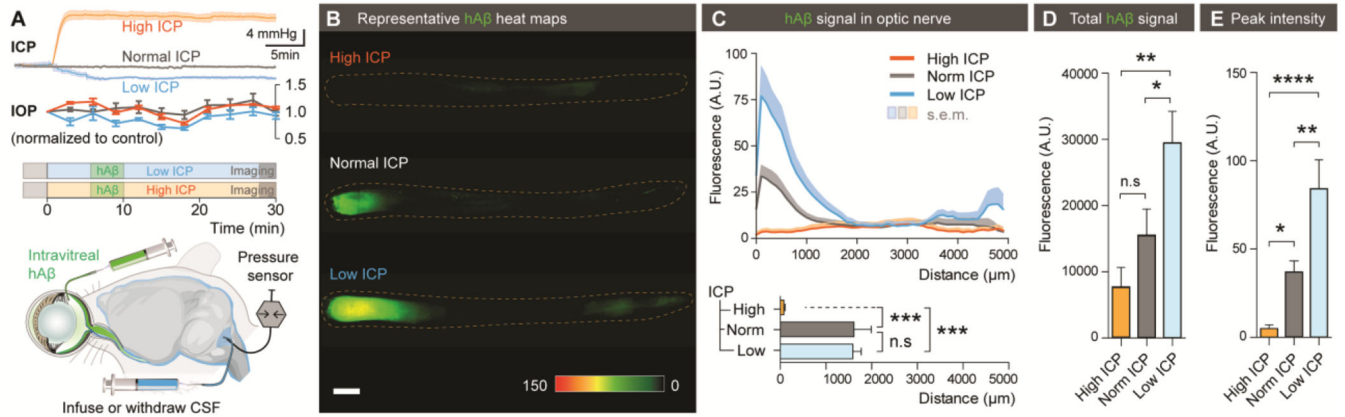 A
High ICP
4 mmHg
5min
ICP
Normal ICP
Low ICP
1.5
IOP
1.0
(normalized to control)
0.5
hAβ
Low ICP
Imaging
hAβ
High ICP
Imaging
0
10
20
30
Time (min)
Intravitreal
hAβ
Pressure
sensor
Infuse or withdraw CSF
B
Representative hAβ heat maps
High ICP
Normal ICP
Low ICP
150
0
C
hAβ signal in optic nerve
100
75
50
25
0
Fluorescence (A.U.)
High ICP
Norm ICP
Low ICP
s.e.m.
0
1000
2000
3000
4000
5000
Distance (µm)
ICP
High
Norm
Low
***
n.s
***
0
1000
2000
3000
4000
5000
Distance (µm)
D
Total hAβ signal
40000
30000
20000
10000
0
Fluorescence (A.U.)
**
*
n.s
High ICP
Norm ICP
Low ICP
E
Peak intensity
150
100
50
0
Fluorescence (A.U.)
****
**
*
High ICP
Norm ICP
Low ICP